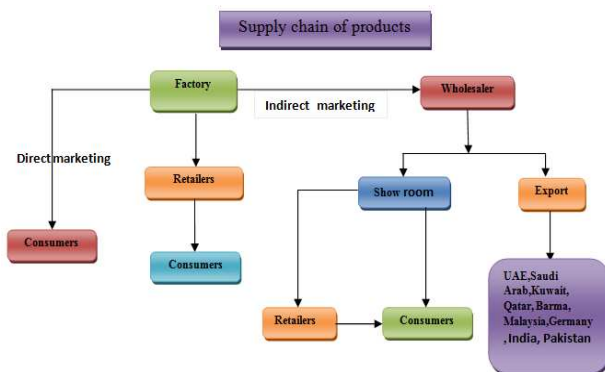 Supply chain of products
Factory
Wholesaler
Indirect marketing
Direct marketing
Retailers
Show room
Export
Consumers
Consumers
UAE,Saudi
Arab,Kuwait,
Qatar,Barma,
Malaysia,Germany
,India, Pakistan
Retailers
Consumers